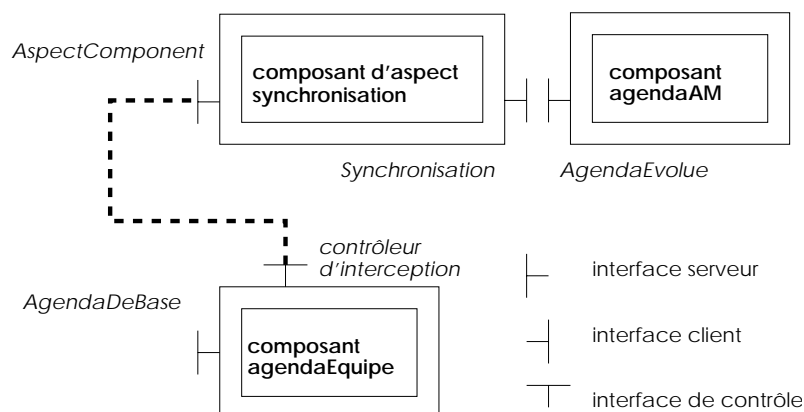 AspectComponent
composant d'aspect
synchronisation
composant
agendaAM
Synchronisation
AgendaEvolue
contrôleur
d'interception
AgendaDeBase
composant
agendaEquipe
interface serveur
interface client
interface de contrôle